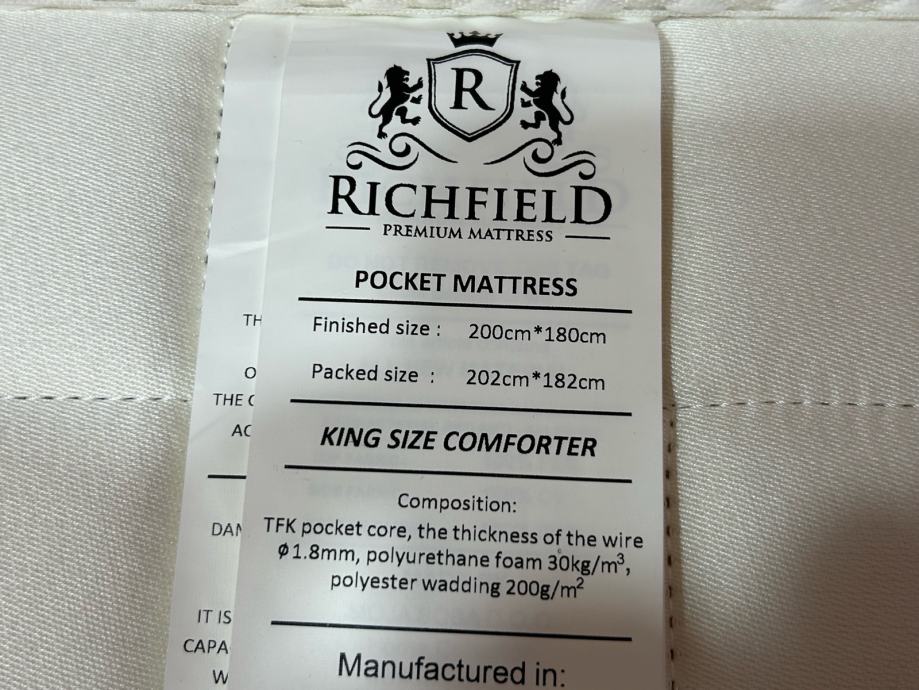 R
RICHFIELD
PREMIUM MATTRESS
POCKET MATTRESS
Finished size : 200cm*180cm
Packed size : 202cm*182cm
KING SIZE COMFORTER
Composition:
TFK pocket core, the thickness of the wire
ϕ1.8mm, polyurethane foam 30kg/m³,
polyester wadding 200g/m²
Manufactured in:
TH
O
THE
AC
DAN
IT IS
CAPA
W